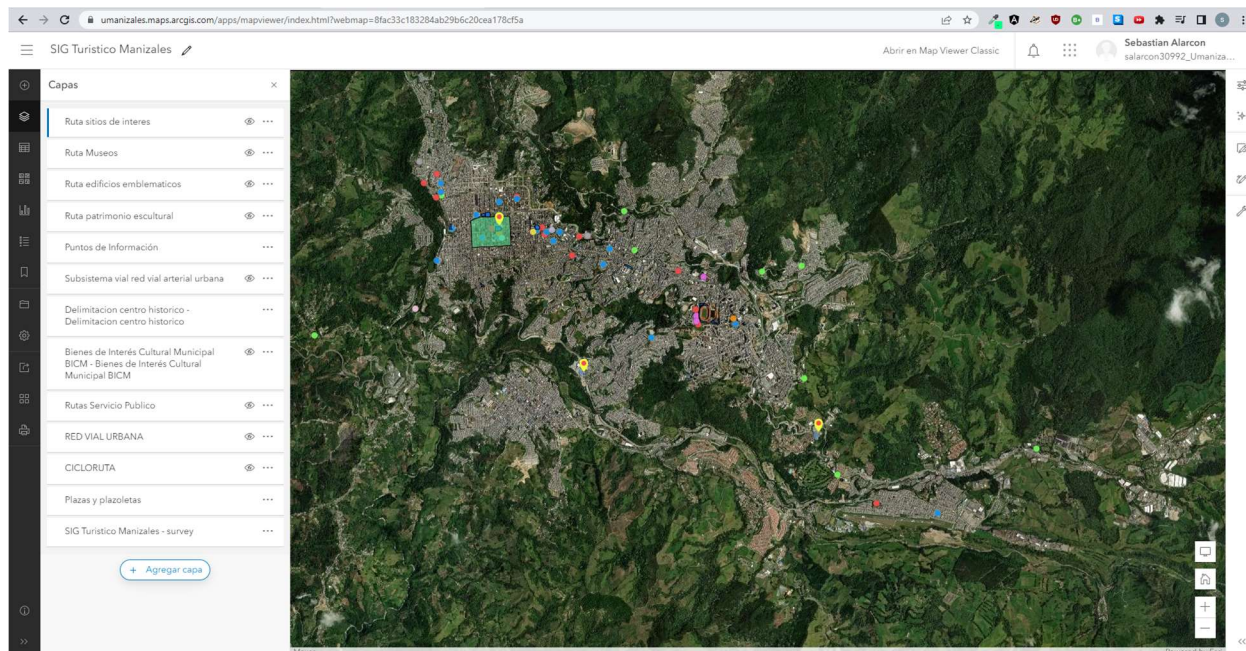 umanizales.maps.arcgis.com/apps/mapviewer/index.html?webmap=8fac33c183284ab29b6c20cea178cf5a
SIG Turistico Manizales
Abrir en Map Viewer Classic
Sebastian Alarcon
salarcon30992_Umaniza...
Capas
Ruta sitios de interes
Ruta Museos
Ruta edificios emblematicos
Ruta patrimonio escultural
Puntos de Información
Subsistema vial red vial arterial urbana
Delimitacion centro historico -
Delimitacion centro historico
Bienes de Interés Cultural Municipal
BICM - Bienes de Interés Cultural
Municipal BICM
Rutas Servicio Publico
RED VIAL URBANA
CICLORUTA
Plazas y plazoletas
SIG Turistico Manizales - survey
+ Agregar capa